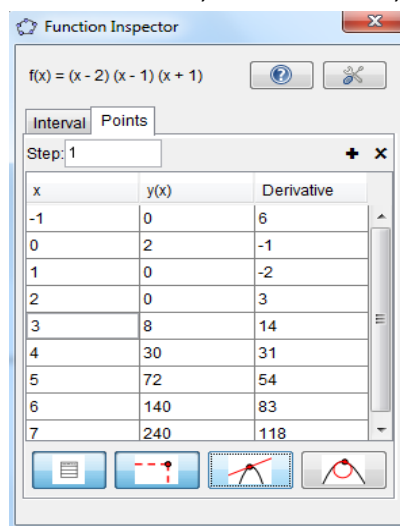 Function Inspector
f(x) = (x - 2) (x - 1) (x + 1)
Interval Points
Step: 1
x y(x) Derivative
-1 0 6
0 2 -1
1 0 -2
2 0 3
3 8 14
4 30 31
5 72 54
6 140 83
7 240 118